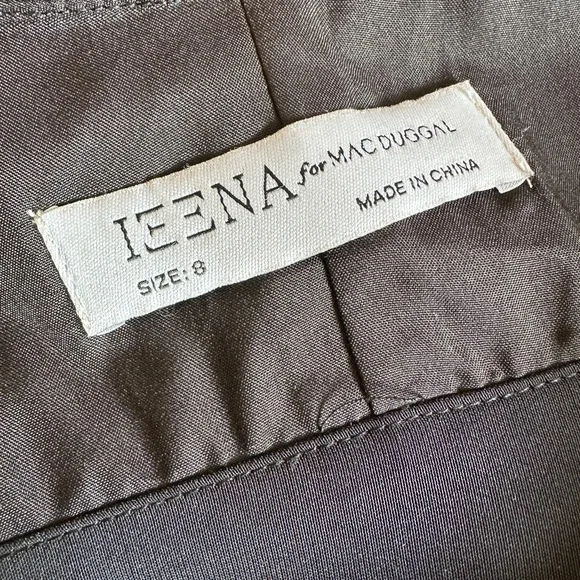 IEENA for MAC DUGGAL
SIZE: 8
MADE IN CHINA